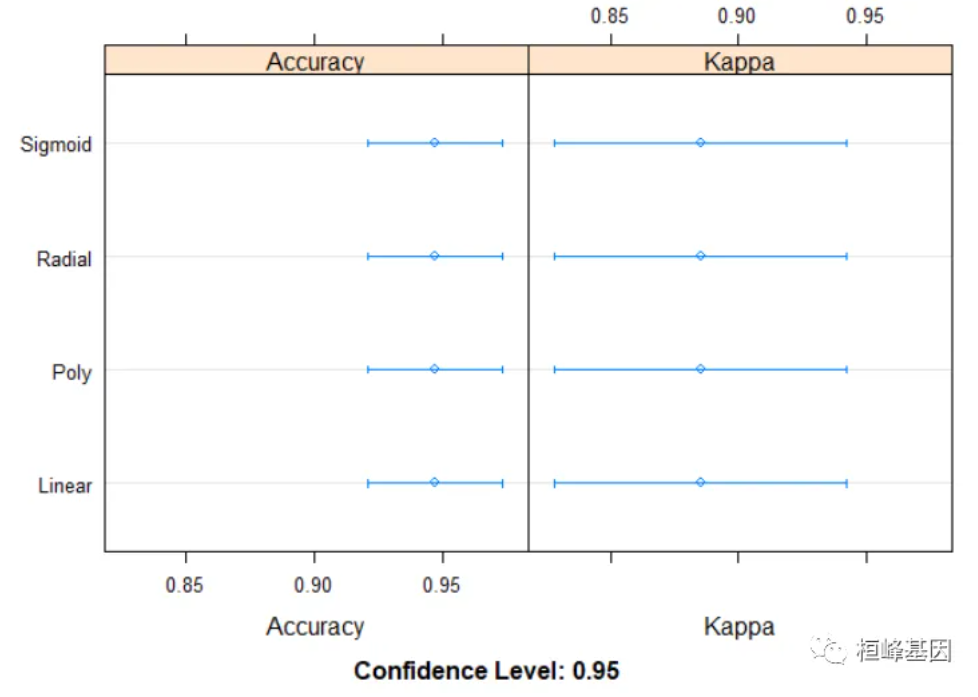 0.85 0.90 0.95
Accuracy Kappa
Sigmoid
Radial
Poly
Linear
0.85 0.90 0.95
Accuracy Kappa
Confidence Level: 0.95
桓峰基因